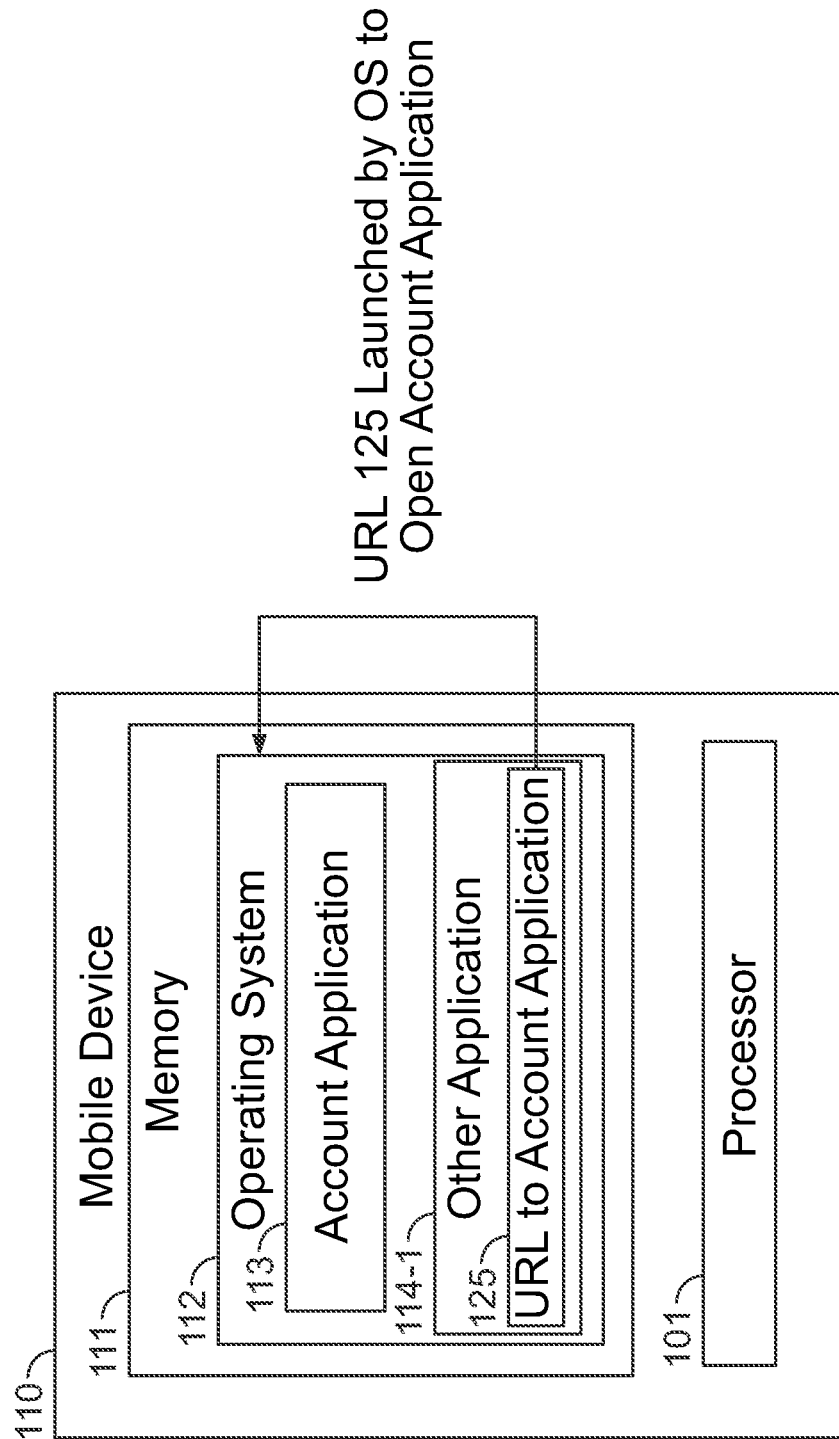 110
Mobile Device
111
Memory
112
Operating System
113
Account Application
114-1
Other Application
125
URL to Account Application
101
Processor
URL 125 Launched by OS to
Open Account Application